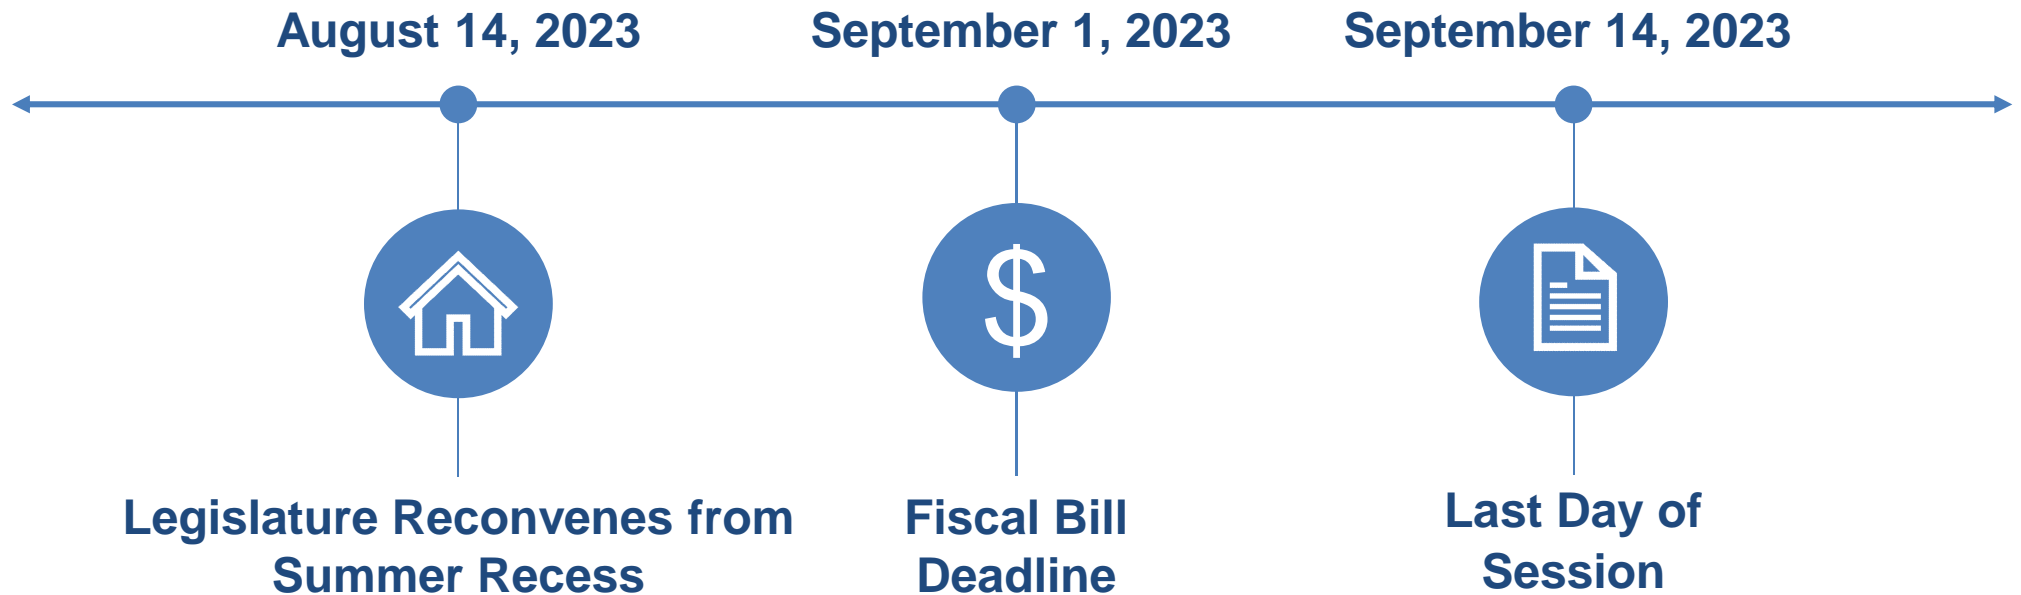 August 14, 2023
September 1, 2023
September 14, 2023
$
Legislature Reconvenes from
Summer Recess
Fiscal Bill
Deadline
Last Day of
Session